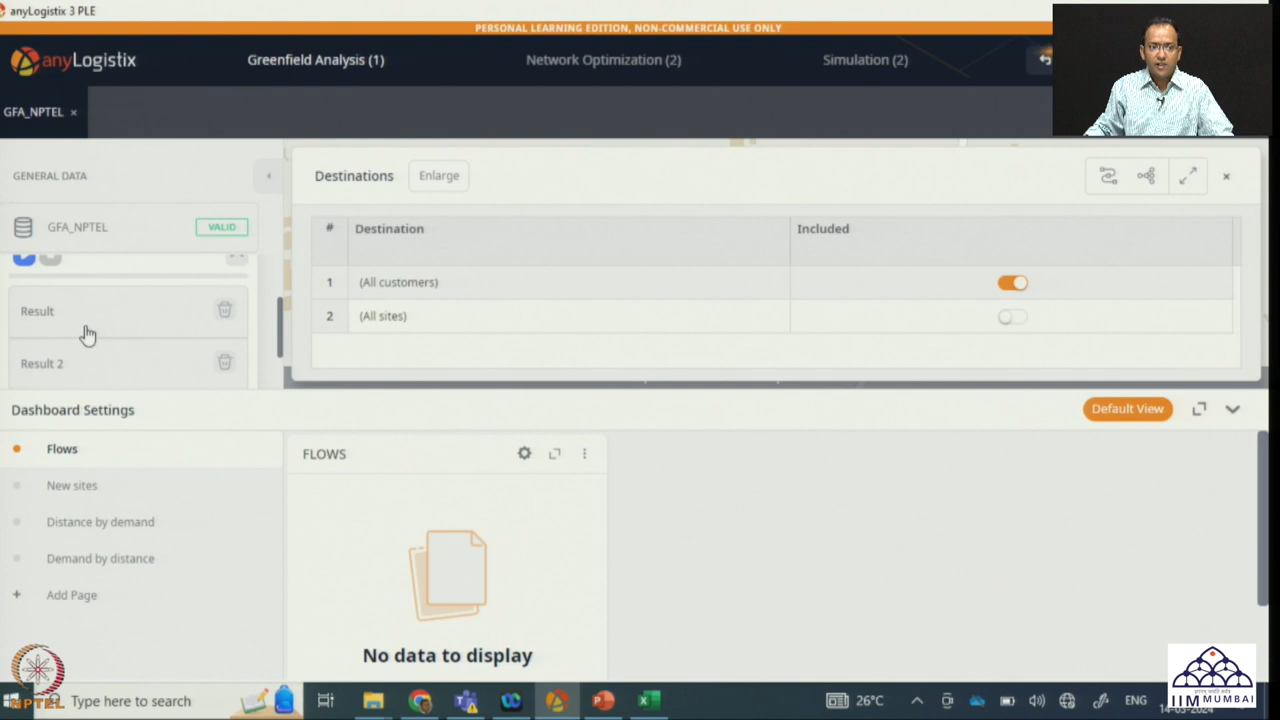 anyLogistix 3 PLE
PERSONAL LEARNING EDITION, NON-COMMERCIAL USE ONLY
anyLogistix
Greenfield Analysis (1)
Network Optimization (2)
Simulation (2)
GFA_NPTEL ×
GENERAL DATA
GFA_NPTEL
VALID
Result
Result 2
Destinations
Enlarge
# Destination Included
1 (All customers)
2 (All sites)
Dashboard Settings
Default View
Flows
New sites
Distance by demand
Demand by distance
+ Add Page
FLOWS
No data to display
NPTEL
Type here to search
26°C
ENG
14-03-2024
IIM MUMBAI